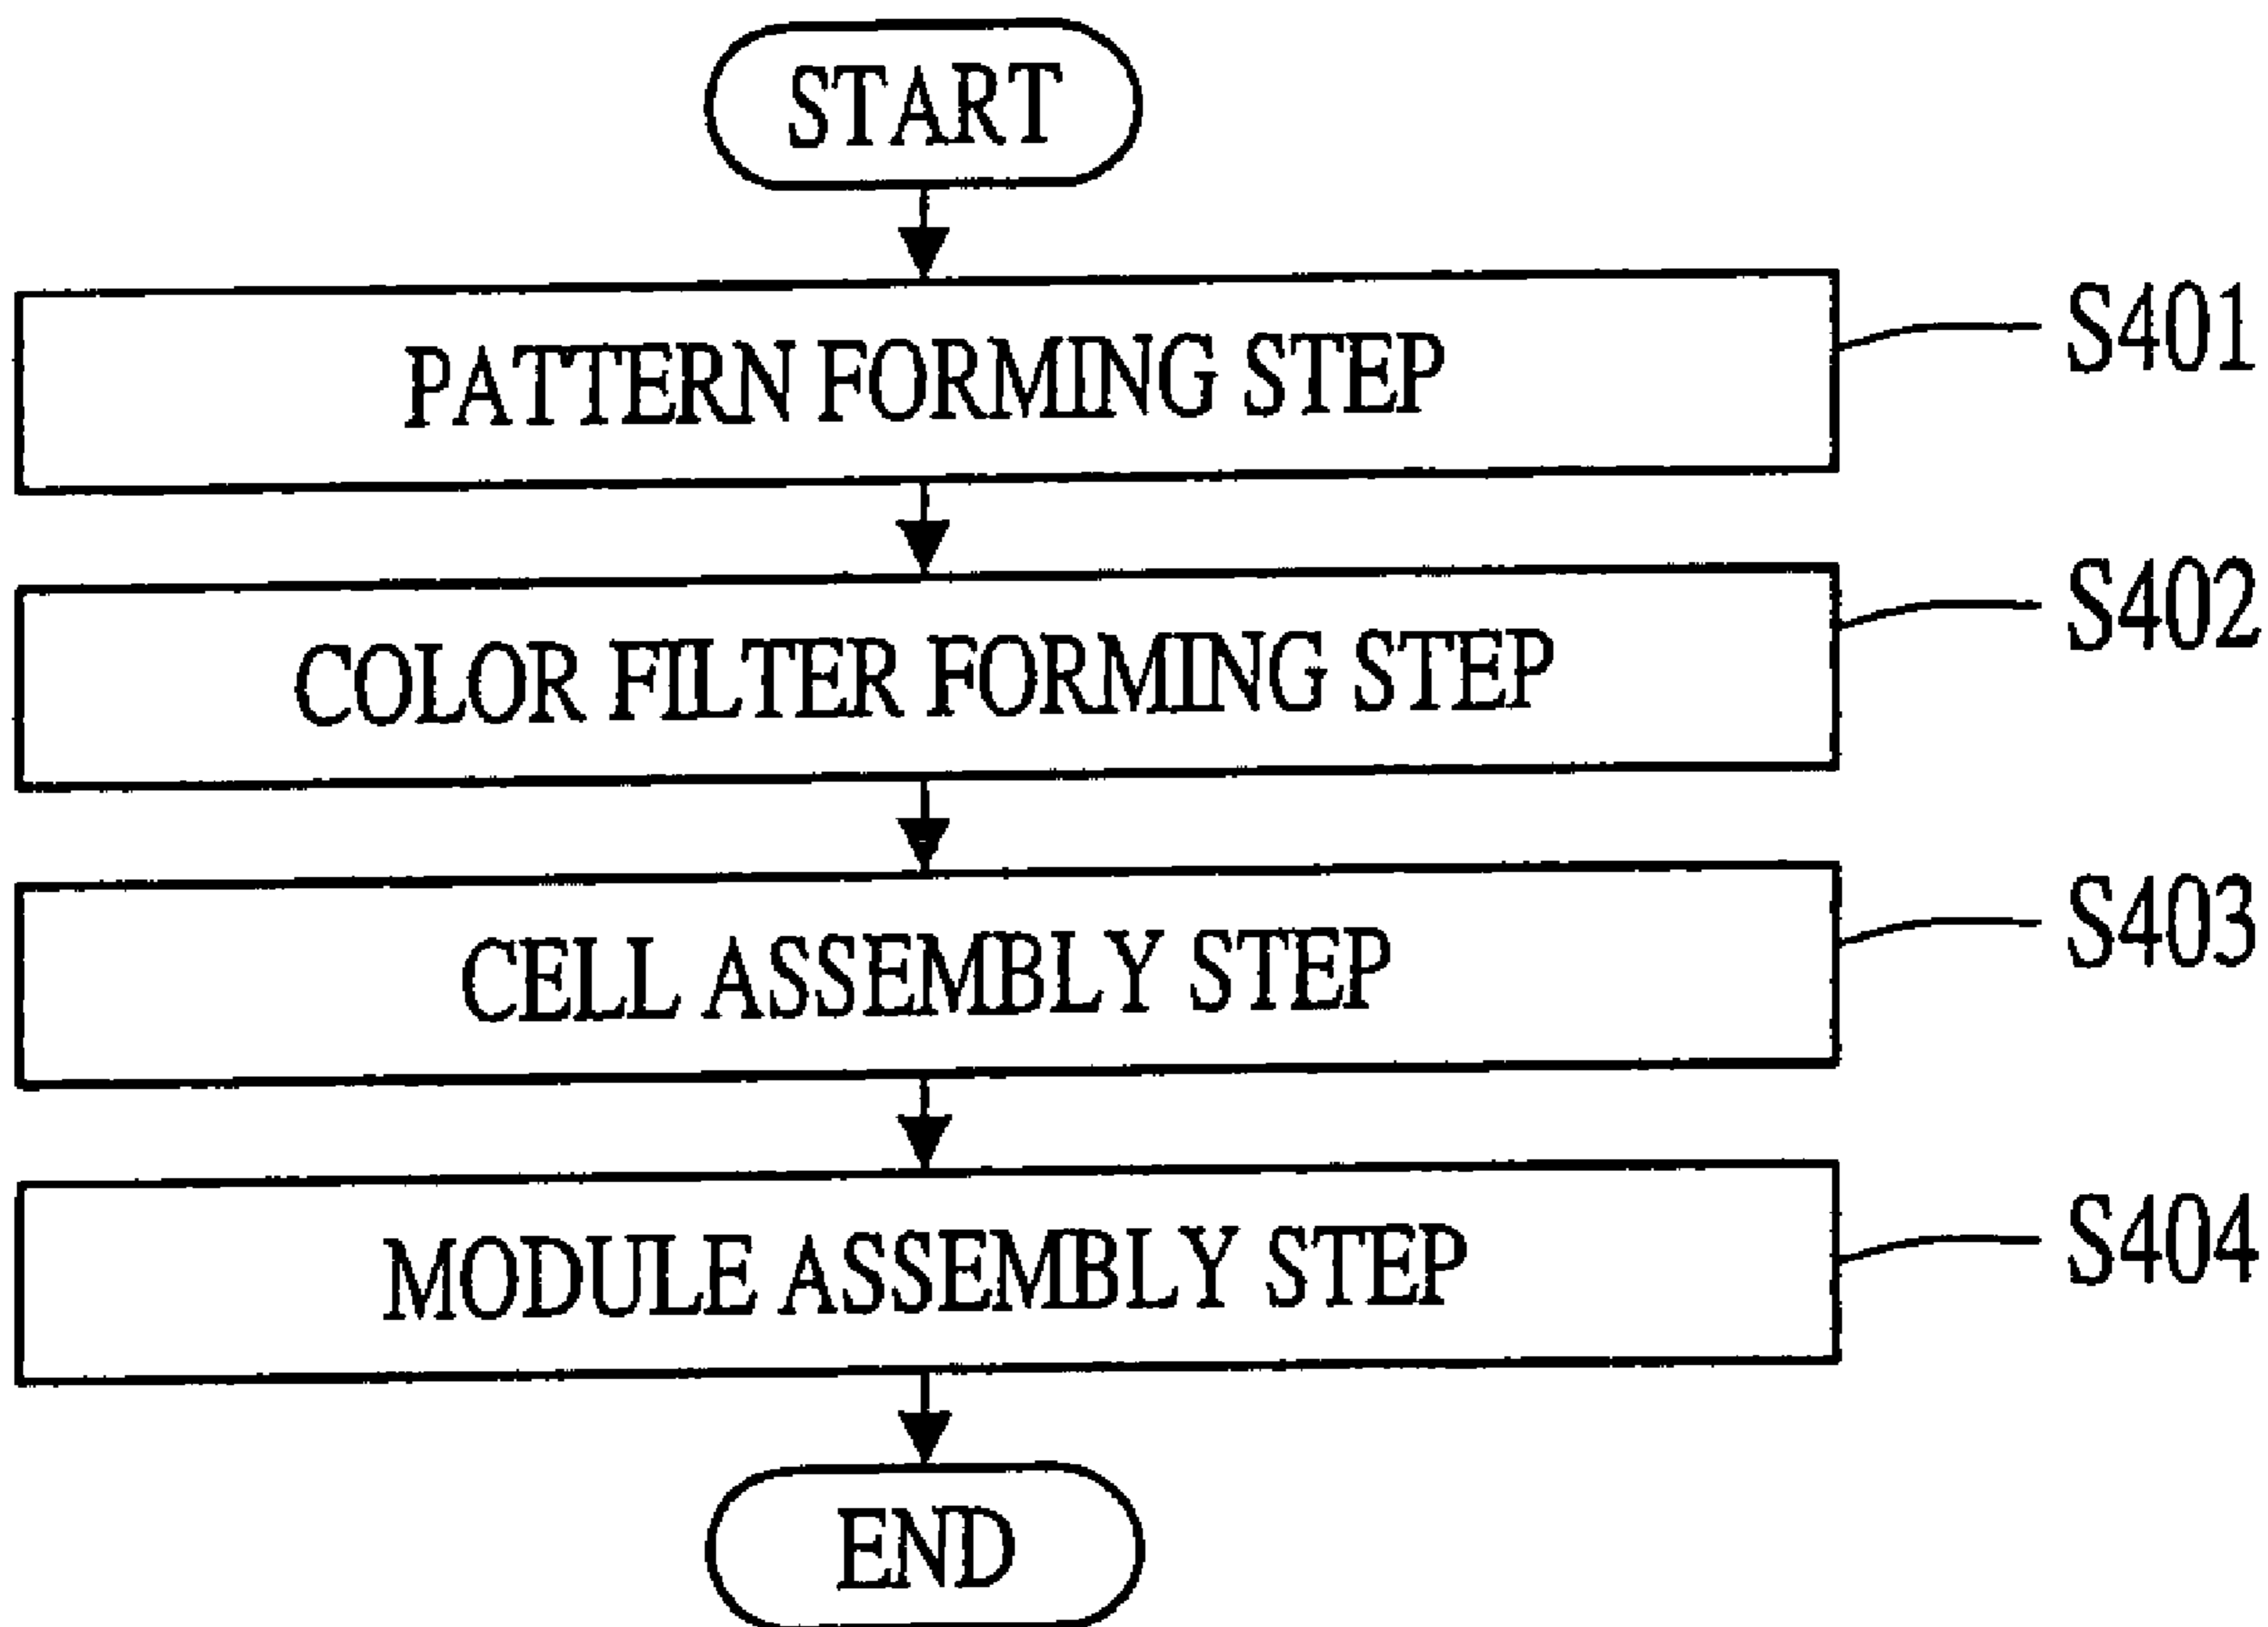 START
PATTERN FORMING STEP
S401
COLOR FILTER FORMING STEP
S402
CELL ASSEMBLY STEP
S403
MODULE ASSEMBLY STEP
S404
END